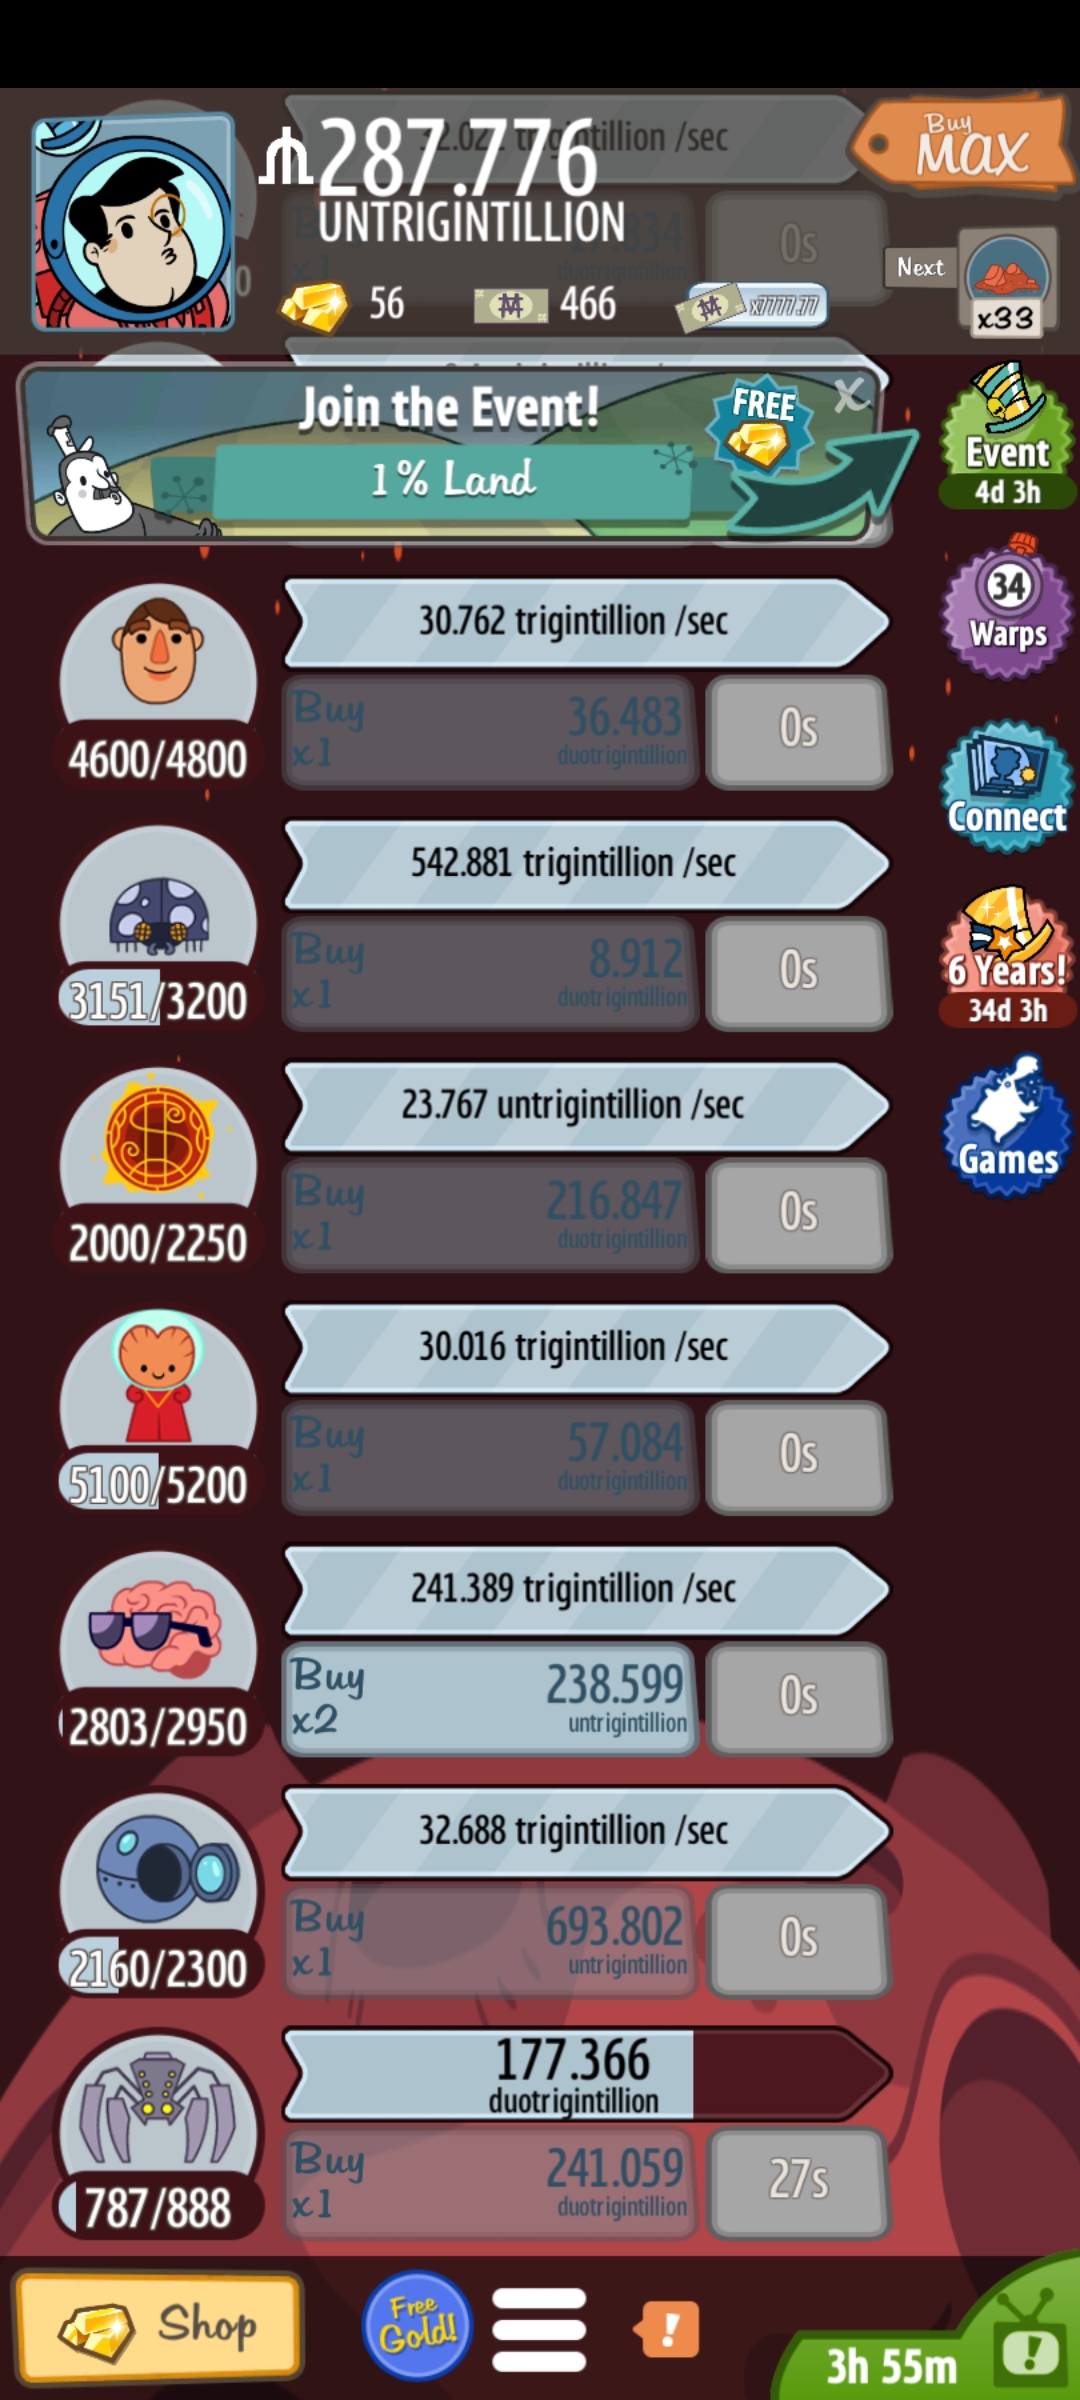 Buy
MAX
287.776
UNTRIGINTILLION
56
466
x7777.77
Next
x33
Join the Event!
1% Land
FREE
X
Event
4d 3h
30.762 trigintillion /sec
Buy
x1
36.483
duotrigintillion
0s
4600/4800
34
Warps
542.881 trigintillion /sec
Buy
x1
8.912
duotrigintillion
0s
3151/3200
Connect
6 Years!
34d 3h
23.767 untrigintillion /sec
Buy
x1
216.847
duotrigintillion
0s
2000/2250
Games
30.016 trigintillion /sec
Buy
x1
57.084
duotrigintillion
0s
5100/5200
241.389 trigintillion /sec
Buy
x2
238.599
untrigintillion
0s
2803/2950
32.688 trigintillion /sec
Buy
x1
693.802
untrigintillion
0s
2160/2300
177.366
duotrigintillion
Buy
x1
241.059
duotrigintillion
27s
787/888
Shop
Free
Gold!
!
3h 55m
!